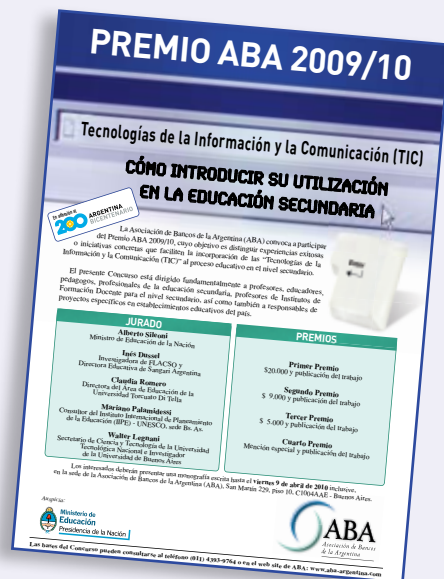 PREMIO ABA 2009/10
Tecnologías de la Información y la Comunicación (TIC)
CÓMO INTRODUCIR SU UTILIZACIÓN
EN LA EDUCACIÓN SECUNDARIA
En adhesión al
200 ARGENTINA
BICENTENARIO
La Asociación de Bancos de la Argentina (ABA) convoca a participar
del Premio ABA 2009/10, cuyo objetivo es distinguir experiencias exitosas
o iniciativas concretas que faciliten la incorporación de las "Tecnologías de la
Información y la Comunicación (TIC)" al proceso educativo en el nivel secundario.
El presente Concurso está dirigido fundamentalmente a profesores, educadores,
pedagogos, profesionales de la educación secundaria, profesores de Institutos de
Formación Docente para el nivel secundario, así como también a responsables de
proyectos específicos en establecimientos educativos del país.
JURADO
Alberto Sileoni
Ministro de Educación de la Nación
Inés Dussel
Investigadora de FLACSO y
Directora Educativa de Sangari Argentina
Claudia Romero
Directora del Área de Educación de la
Universidad Torcuato Di Tella
Mariano Palamidessi
Consultor del Instituto Internacional de Planeamiento
de la Educación (IIPE) - UNESCO, sede Bs. As.
Walter Legnani
Secretario de Ciencia y Tecnología de la Universidad
Tecnológica Nacional e Investigador
de la Universidad de Buenos Aires
PREMIOS
Primer Premio
$20.000 y publicación del trabajo
Segundo Premio
$ 9.000 y publicación del trabajo
Tercer Premio
$ 5.000 y publicación del trabajo
Cuarto Premio
Mención especial y publicación del trabajo
Los interesados deberán presentar una monografía escrita hasta el viernes 9 de abril de 2010 inclusive,
en la sede de la Asociación de Bancos de la Argentina (ABA), San Martín 229, piso 10, C1004AAE - Buenos Aires.
Auspicia:
Ministerio de
Educación
Presidencia de la Nación
ABA
Asociación de Bancos
de la Argentina
Las bases del Concurso pueden consultarse al teléfono (011) 4393-9764 o en el web site de ABA: www.aba-argentina.com